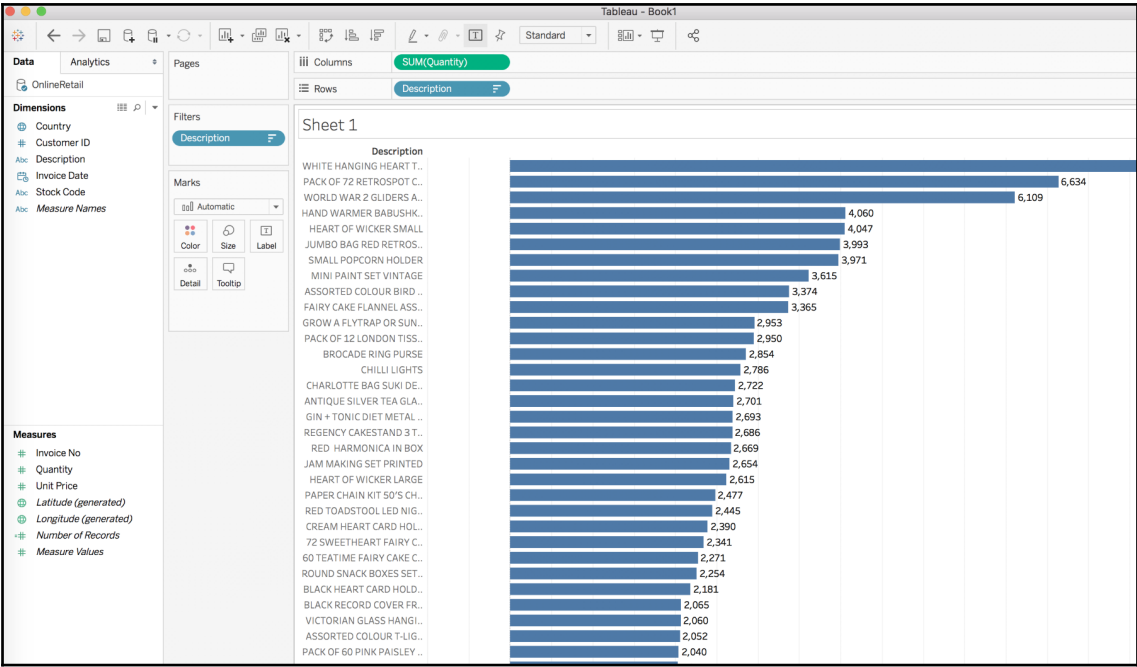 Tableau - Book1
Standard
Data Analytics
OnlineRetail
Dimensions
Country
Customer ID
Abc Description
Invoice Date
Abc Stock Code
Abc Measure Names
Measures
Invoice No
Quantity
Unit Price
Latitude (generated)
Longitude (generated)
Number of Records
Measure Values
Pages
Filters
Description
Marks
Automatic
Color Size Label
Detail Tooltip
Columns SUM(Quantity)
Rows Description
Sheet 1
Description
WHITE HANGING HEART T..
PACK OF 72 RETROSPOT C.. 6,634
WORLD WAR 2 GLIDERS A.. 6,109
HAND WARMER BABUSHK.. 4,060
HEART OF WICKER SMALL 4,047
JUMBO BAG RED RETROS.. 3,993
SMALL POPCORN HOLDER 3,971
MINI PAINT SET VINTAGE 3,615
ASSORTED COLOUR BIRD .. 3,374
FAIRY CAKE FLANNEL ASS.. 3,365
GROW A FLYTRAP OR SUN.. 2,953
PACK OF 12 LONDON TISS.. 2,950
BROCADE RING PURSE 2,854
CHILLI LIGHTS 2,786
CHARLOTTE BAG SUKI DE.. 2,722
ANTIQUE SILVER TEA GLA.. 2,701
GIN + TONIC DIET METAL .. 2,693
REGENCY CAKESTAND 3 T.. 2,686
RED HARMONICA IN BOX 2,669
JAM MAKING SET PRINTED 2,654
HEART OF WICKER LARGE 2,615
PAPER CHAIN KIT 50'S CH.. 2,477
RED TOADSTOOL LED NIG.. 2,445
CREAM HEART CARD HOL.. 2,390
72 SWEETHEART FAIRY C.. 2,341
60 TEATIME FAIRY CAKE C.. 2,271
ROUND SNACK BOXES SET.. 2,254
BLACK HEART CARD HOLD.. 2,181
BLACK RECORD COVER FR.. 2,065
VICTORIAN GLASS HANGI.. 2,060
ASSORTED COLOUR T-LIG.. 2,052
PACK OF 60 PINK PAISLEY .. 2,040